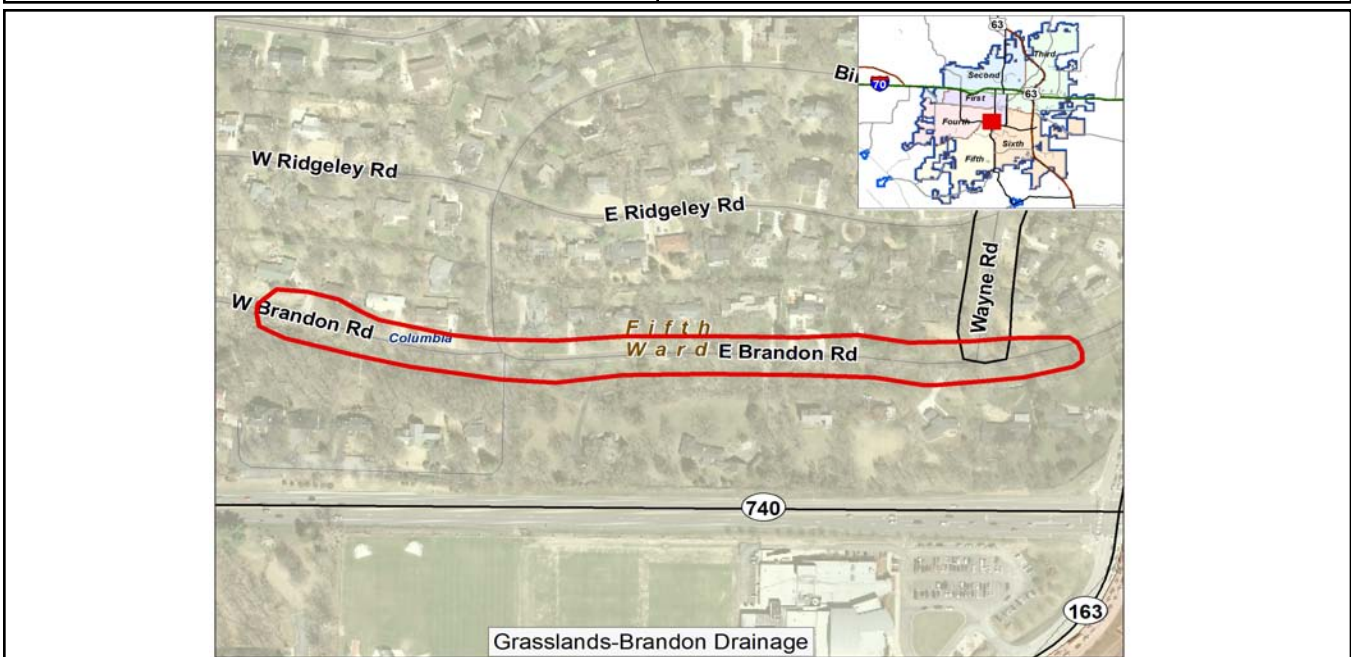 63
Third
Second
Bi
70
First
63
Fourth
Sixth
Fifth
W Ridgeley Rd
E Ridgeley Rd
Wayne Rd
W Brandon Rd
Columbia
Fifth
Ward
E Brandon Rd
740
163
Grasslands-Brandon Drainage